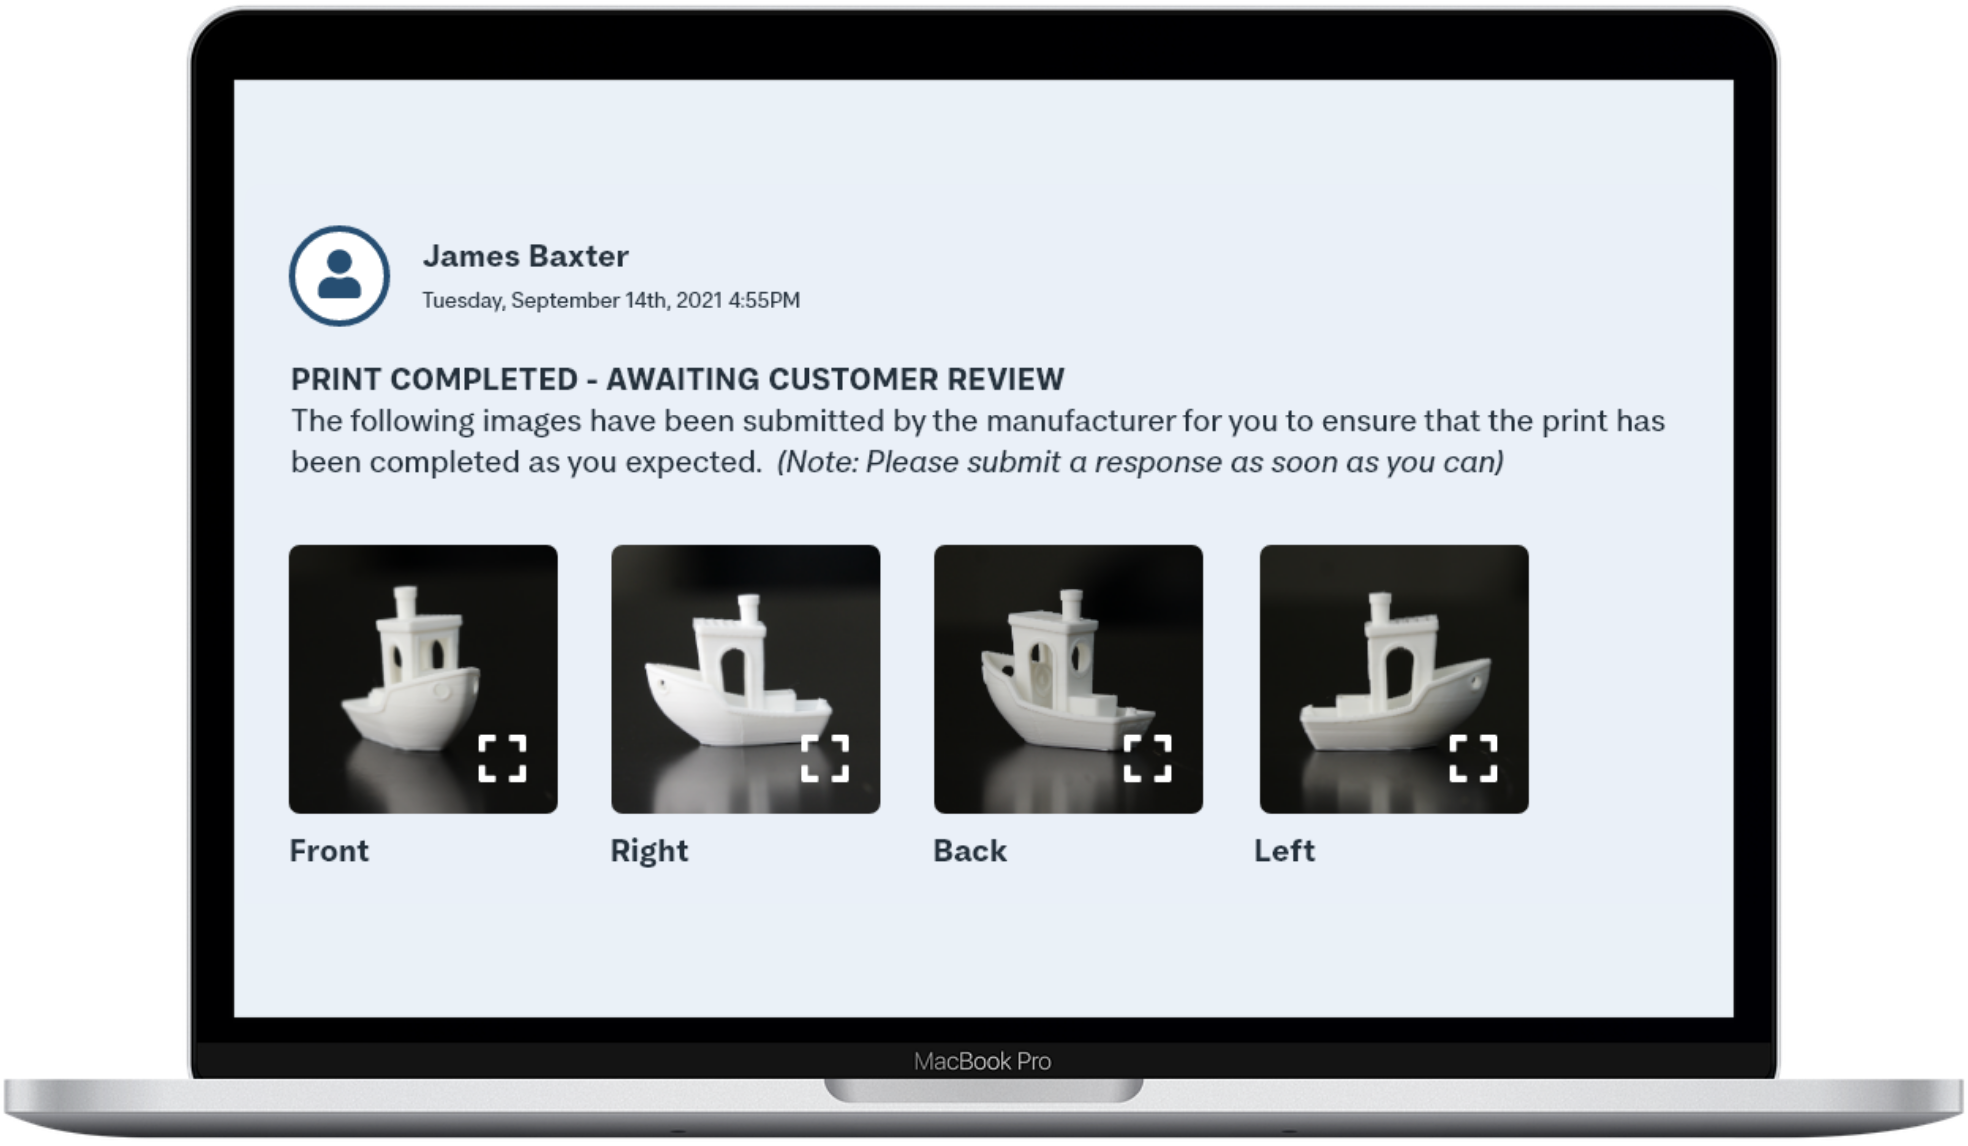 James Baxter
Tuesday, September 14th, 2021 4:55PM
PRINT COMPLETED - AWAITING CUSTOMER REVIEW
The following images have been submitted by the manufacturer for you to ensure that the print has
been completed as you expected. (Note: Please submit a response as soon as you can)
Front
Right
Back
Left
MacBook Pro